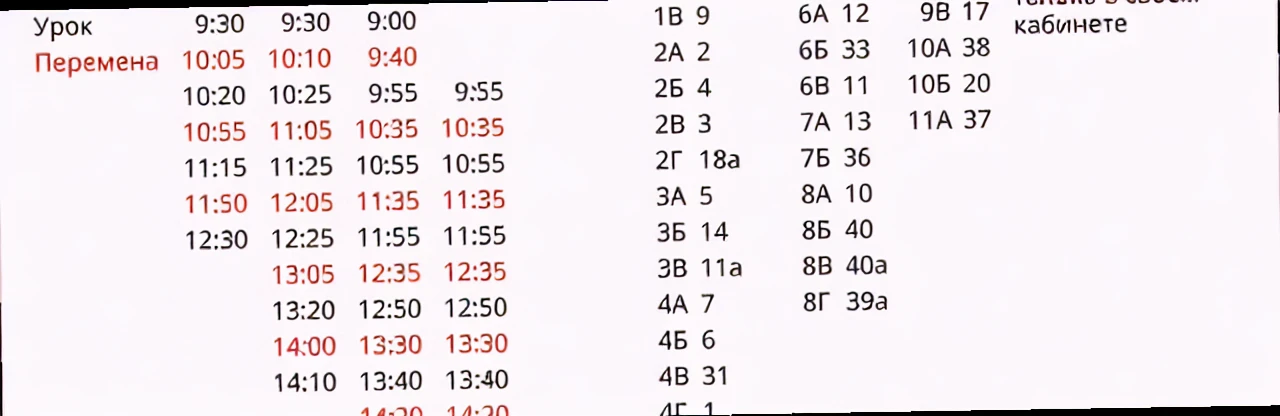 Урок 9:30 9:30 9:00
Перемена 10:05 10:10 9:40
10:20 10:25 9:55 9:55
10:55 11:05 10:35 10:35
11:15 11:25 10:55 10:55
11:50 12:05 11:35 11:35
12:30 12:25 11:55 11:55
13:05 12:35 12:35
13:20 12:50 12:50
14:00 13:30 13:30
14:10 13:40 13:40
14:20 14:20
1В 9 6А 12 9В 17
2А 2 6Б 33 10А 38
2Б 4 6В 11 10Б 20
2В 3 7А 13 11А 37
2Г 18а 7Б 36
3А 5 8А 10
3Б 14 8Б 40
3В 11а 8В 40а
4А 7 8Г 39а
4Б 6
4В 31
4Г 1
только в
кабинете